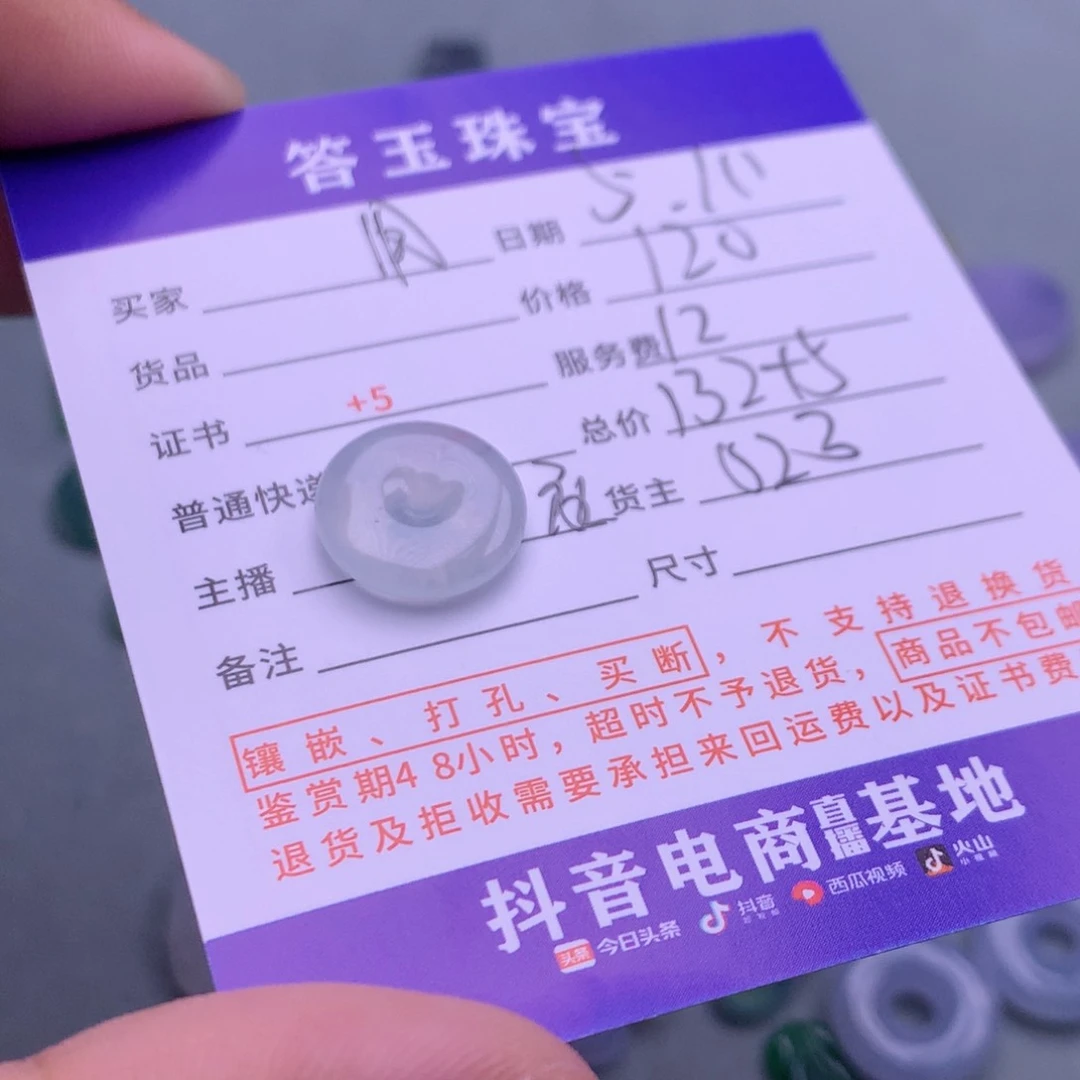 答玉珠宝
买家 日期 5.10
货品 价格 120
证书 服务费 12
普通快递 +5 总价 132+5
主播 货主 023
备注 尺寸
镶嵌、打孔、买断，不支持退换货
鉴赏期48小时，超时不予退货，商品不包邮
退货及拒收需要承担来回运费以及证书费
抖音电商直播基地
头条 今日头条 抖音 西瓜视频 火山